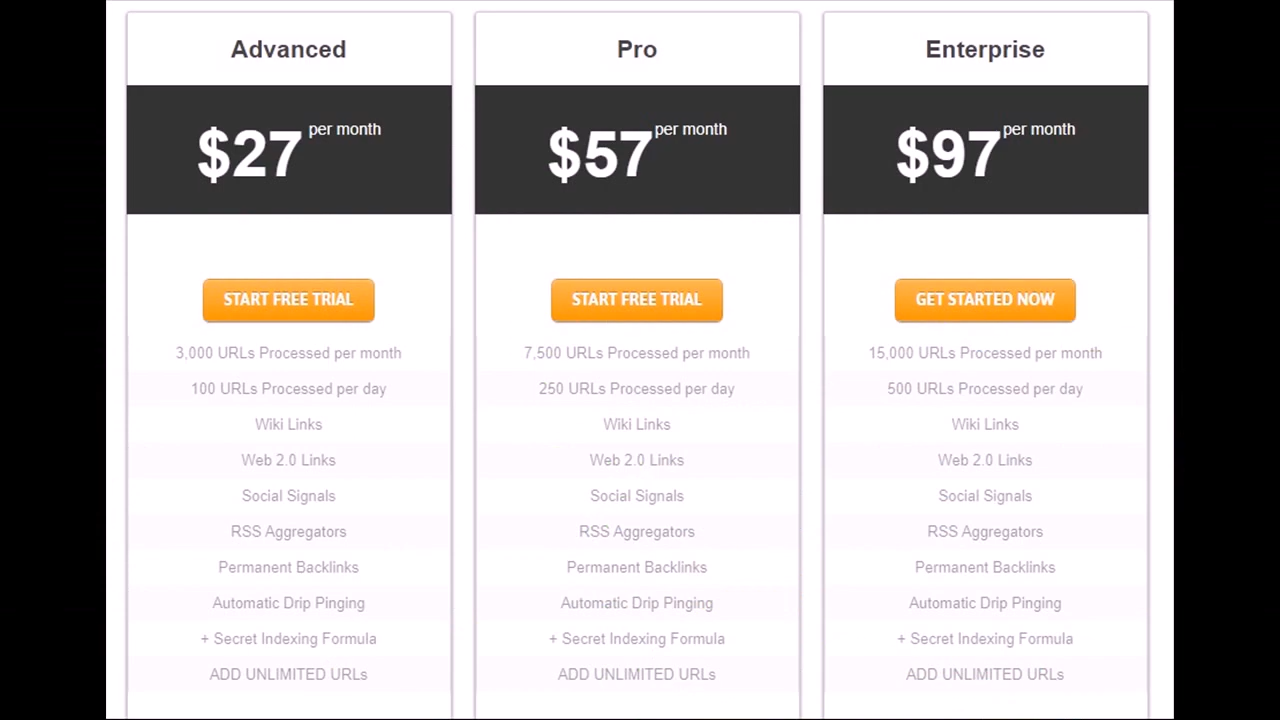 Advanced
$27 per month
START FREE TRIAL
3,000 URLs Processed per month
100 URLs Processed per day
Wiki Links
Web 2.0 Links
Social Signals
RSS Aggregators
Permanent Backlinks
Automatic Drip Pinging
+ Secret Indexing Formula
ADD UNLIMITED URLs
Pro
$57 per month
START FREE TRIAL
7,500 URLs Processed per month
250 URLs Processed per day
Wiki Links
Web 2.0 Links
Social Signals
RSS Aggregators
Permanent Backlinks
Automatic Drip Pinging
+ Secret Indexing Formula
ADD UNLIMITED URLs
Enterprise
$97 per month
GET STARTED NOW
15,000 URLs Processed per month
500 URLs Processed per day
Wiki Links
Web 2.0 Links
Social Signals
RSS Aggregators
Permanent Backlinks
Automatic Drip Pinging
+ Secret Indexing Formula
ADD UNLIMITED URLs